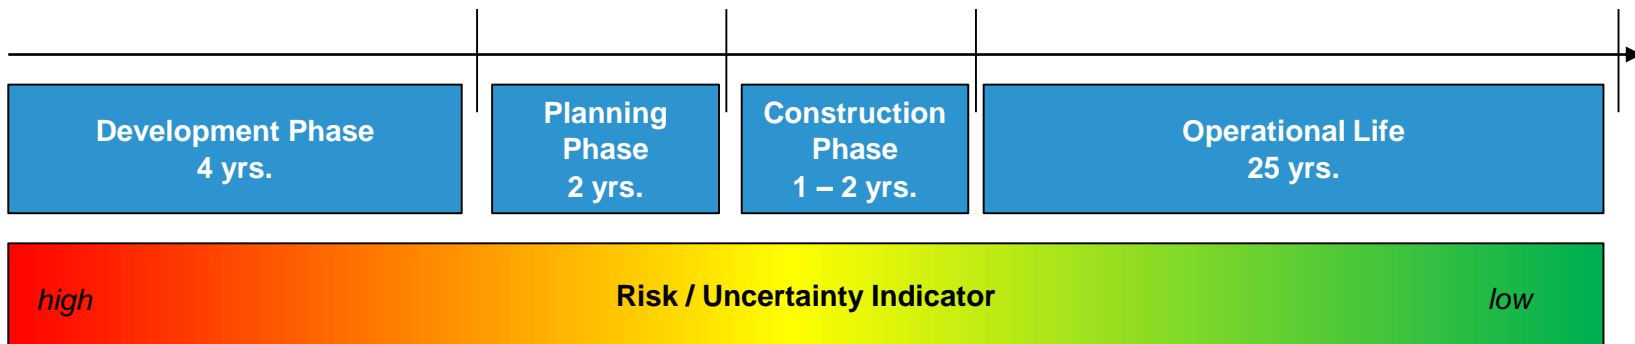 Development Phase
4 yrs.
Planning
Phase
2 yrs.
Construction
Phase
1 – 2 yrs.
Operational Life
25 yrs.
high
Risk / Uncertainty Indicator
low